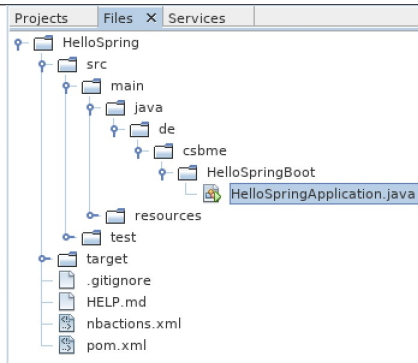 Projects Files X Services
HelloSpring
src
main
java
de
csbme
HelloSpringBoot
HelloSpringApplication.java
resources
test
target
.gitignore
HELP.md
nbactions.xml
pom.xml